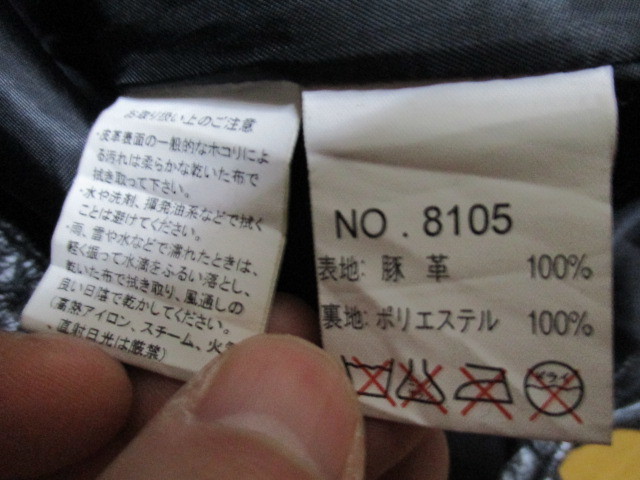 お取り扱い上のご注意
・皮革表面の一般的なホコリによ
る汚れは柔らかな乾いた布で
拭き取って下さい。
・水や洗剤、揮発油系などで拭く
ことは避けてください。
・雨、雪や水などで濡れたときは、
軽く振って水滴をふるい落とし、
乾いた布で拭き取り、風通しの
良い日陰で乾かしてください。
(高熱アイロン、スチーム、火気
、直射日光は厳禁)
NO.8105
表地: 豚 革 100%
裏地: ポリエステル 100%
ドライ